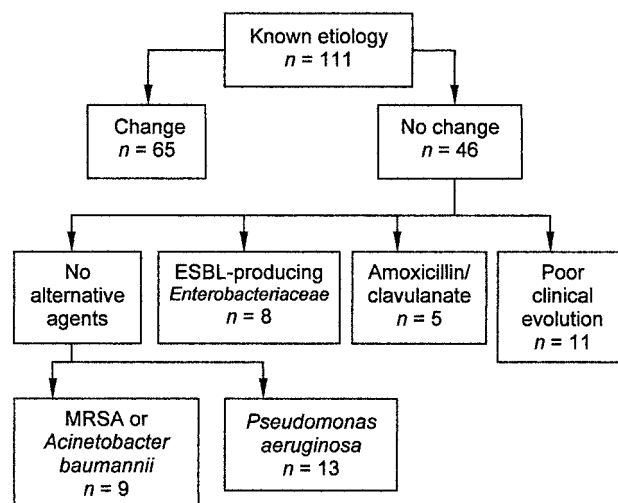 Known etiology
n = 111
Change
n = 65
No change
n = 46
No
alternative
agents
ESBL-producing
Enterobacteriaceae
n = 8
Amoxicillin/
clavulanate
n = 5
Poor
clinical
evolution
n = 11
MRSA or
Acinetobacter
baumannii
n = 9
Pseudomonas
aeruginosa
n = 13